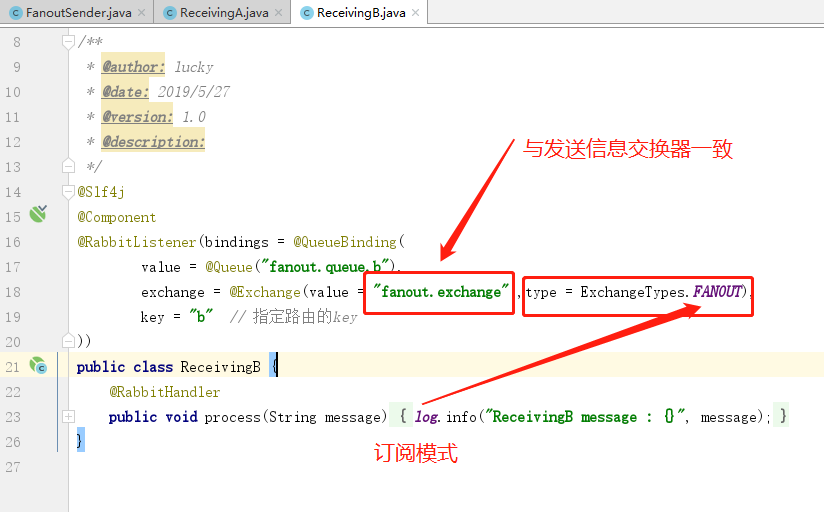 FanoutSender.java
ReceivingA.java
ReceivingB.java
8 /**
9 * @author: lucky
10 * @date: 2019/5/27
11 * @version: 1.0
12 * @description:
13 */
14 @Slf4j
15 @Component
16 @RabbitListener(bindings = @QueueBinding(
17 value = @Queue("fanout.queue.b"),
18 exchange = @Exchange(value = "fanout.exchange" ,type = ExchangeTypes.FANOUT),
19 key = "b" // 指定路由的key
20 ))
21 public class ReceivingB {
22 @RabbitHandler
23 public void process(String message) { log.info("ReceivingB message : {}", message); }
26 }
27
与发送信息交换器一致
订阅模式